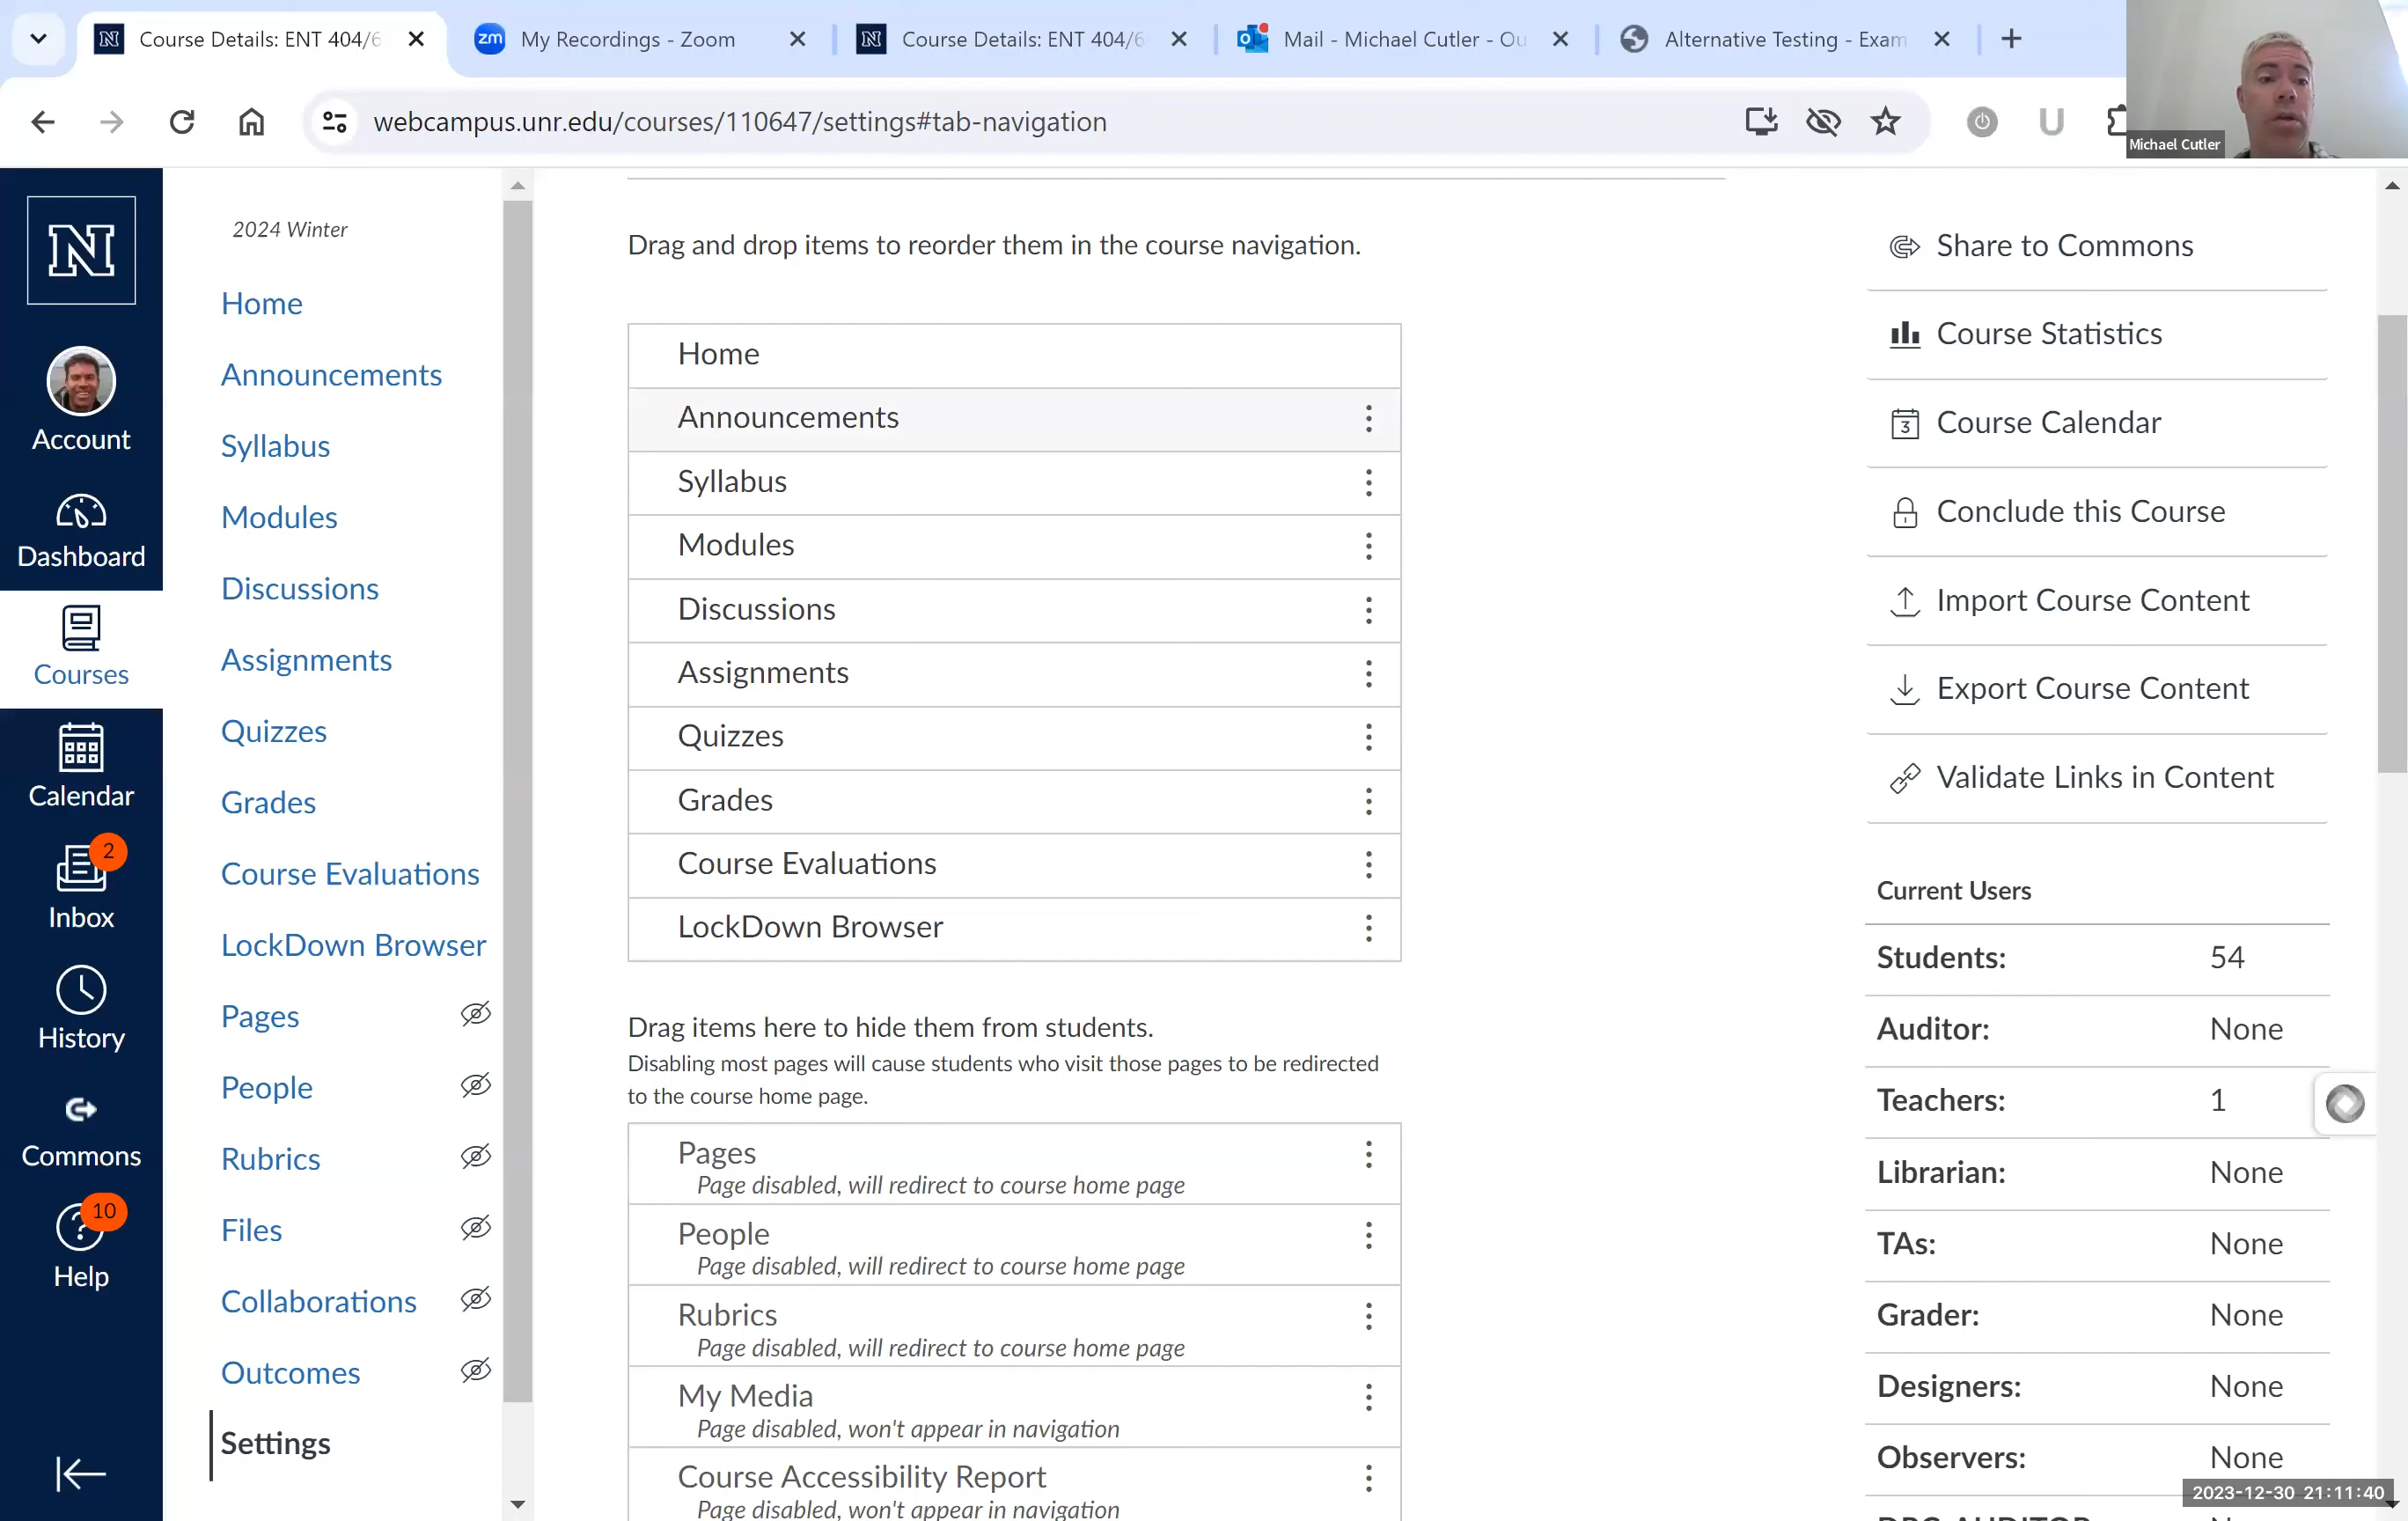 Course Details: ENT 404/6
My Recordings - Zoom
Course Details: ENT 404/6
Mail - Michael Cutler - Ou
Alternative Testing - Exam
webcampus.unr.edu/courses/110647/settings#tab-navigation
Michael Cutler
N
Account
Dashboard
Courses
Calendar
2
Inbox
History
Commons
10
Help
2024 Winter
Home
Announcements
Syllabus
Modules
Discussions
Assignments
Quizzes
Grades
Course Evaluations
LockDown Browser
Pages
People
Rubrics
Files
Collaborations
Outcomes
Settings
Drag and drop items to reorder them in the course navigation.
Home
Announcements
Syllabus
Modules
Discussions
Assignments
Quizzes
Grades
Course Evaluations
LockDown Browser
Drag items here to hide them from students.
Disabling most pages will cause students who visit those pages to be redirected
to the course home page.
Pages
Page disabled, will redirect to course home page
People
Page disabled, will redirect to course home page
Rubrics
Page disabled, will redirect to course home page
My Media
Page disabled, won't appear in navigation
Course Accessibility Report
Page disabled, won't appear in navigation
Share to Commons
Course Statistics
3 Course Calendar
Conclude this Course
Import Course Content
Export Course Content
Validate Links in Content
Current Users
Students: 54
Auditor: None
Teachers: 1
Librarian: None
TAs: None
Grader: None
Designers: None
Observers: None
2023-12-30 21:11:40